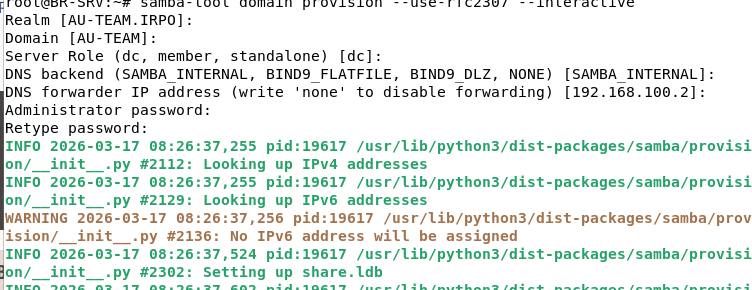 root@BR-SRV:~# samba-tool domain provision --use-rfc2307 --interactive
Realm [AU-TEAM.IRPO]:
Domain [AU-TEAM]:
Server Role (dc, member, standalone) [dc]:
DNS backend (SAMBA_INTERNAL, BIND9_FLATFILE, BIND9_DLZ, NONE) [SAMBA_INTERNAL]:
DNS forwarder IP address (write 'none' to disable forwarding) [192.168.100.2]:
Administrator password:
Retype password:
INFO 2026-03-17 08:26:37,255 pid:19617 /usr/lib/python3/dist-packages/samba/provisi
on/__init__.py #2112: Looking up IPv4 addresses
INFO 2026-03-17 08:26:37,255 pid:19617 /usr/lib/python3/dist-packages/samba/provisi
on/__init__.py #2129: Looking up IPv6 addresses
WARNING 2026-03-17 08:26:37,256 pid:19617 /usr/lib/python3/dist-packages/samba/prov
ision/__init__.py #2136: No IPv6 address will be assigned
INFO 2026-03-17 08:26:37,524 pid:19617 /usr/lib/python3/dist-packages/samba/provisi
on/__init__.py #2302: Setting up share.ldb
INFO 2026-03-17 08:26:37,602 pid:19617 /usr/lib/python3/dist-packages/samba/provisi